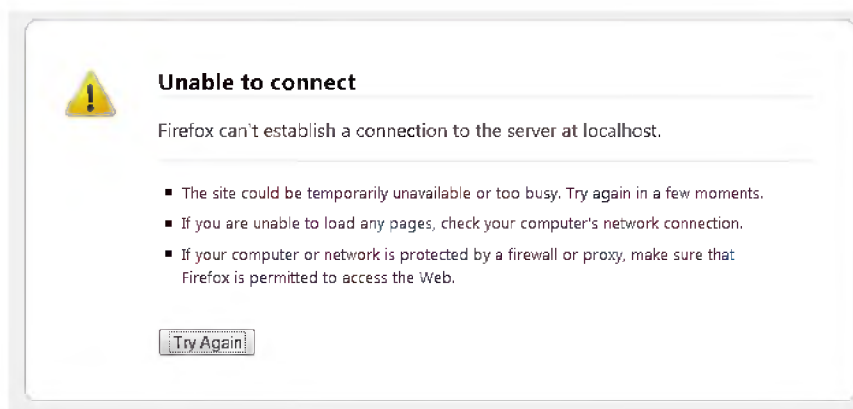 Unable to connect
Firefox can't establish a connection to the server at localhost.
▪ The site could be temporarily unavailable or too busy. Try again in a few moments.
▪ If you are unable to load any pages, check your computer's network connection.
▪ If your computer or network is protected by a firewall or proxy, make sure that
Firefox is permitted to access the Web.
Try Again